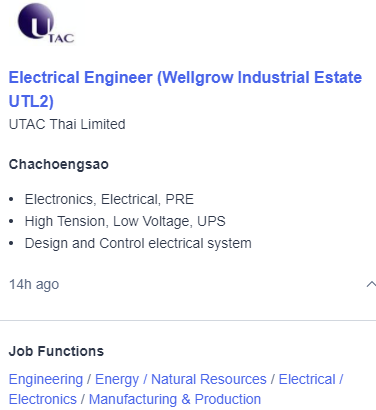 UTAC
Electrical Engineer (Wellgrow Industrial Estate
UTL2)
UTAC Thai Limited
Chachoengsao
• Electronics, Electrical, PRE
• High Tension, Low Voltage, UPS
• Design and Control electrical system
14h ago
Job Functions
Engineering / Energy / Natural Resources / Electrical /
Electronics / Manufacturing & Production